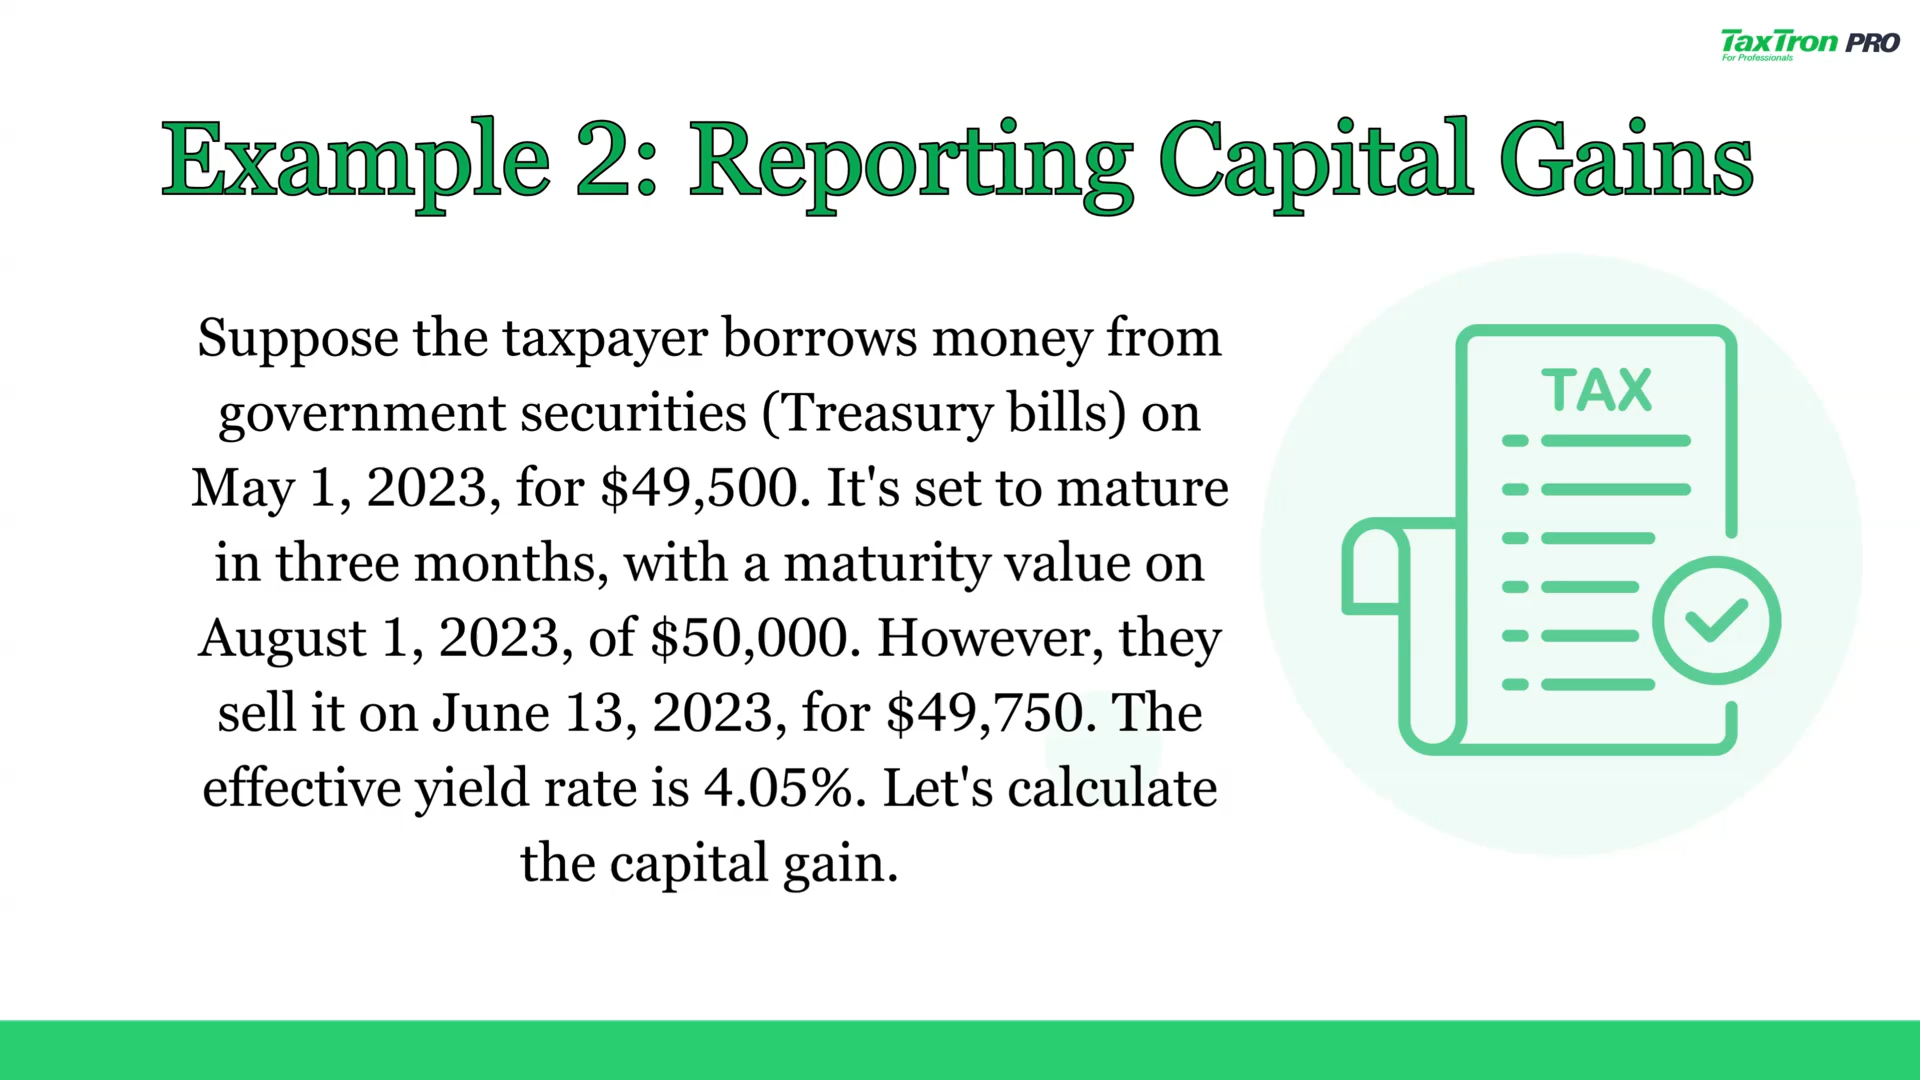 TaxTron PRO
For Professionals
Example 2: Reporting Capital Gains
Suppose the taxpayer borrows money from
government securities (Treasury bills) on
May 1, 2023, for $49,500. It's set to mature
in three months, with a maturity value on
August 1, 2023, of $50,000. However, they
sell it on June 13, 2023, for $49,750. The
effective yield rate is 4.05%. Let's calculate
the capital gain.
TAX